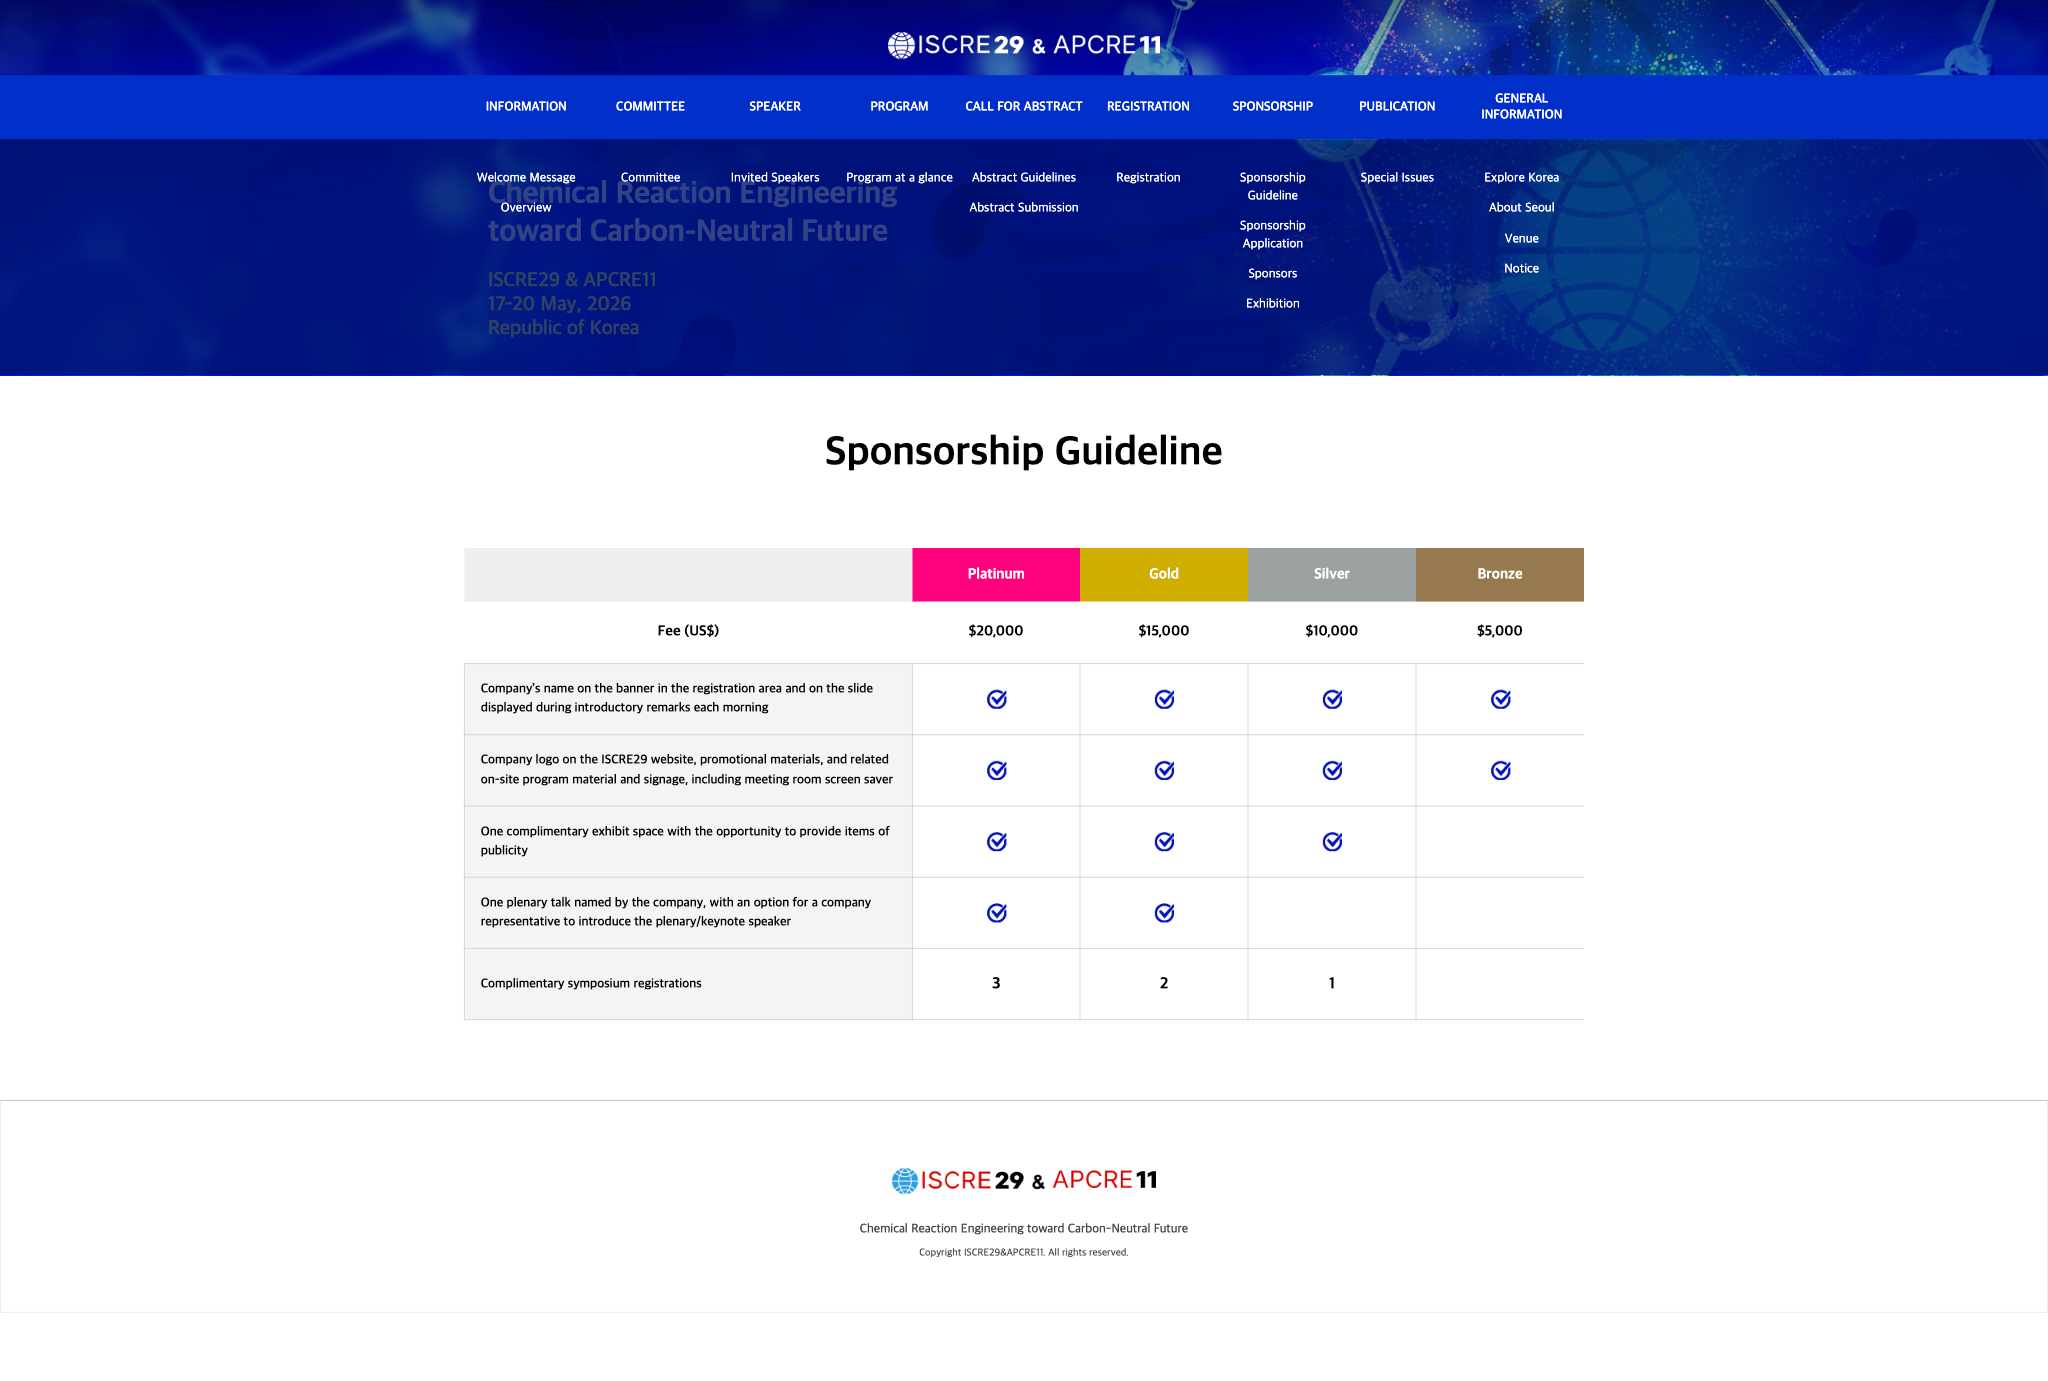 ISCRE 29 & APCRE 11
INFORMATION
COMMITTEE
SPEAKER
PROGRAM
CALL FOR ABSTRACT
REGISTRATION
SPONSORSHIP
PUBLICATION
GENERAL
INFORMATION
Welcome Message
Overview
Committee
Invited Speakers
Program at a glance
Abstract Guidelines
Abstract Submission
Registration
Sponsorship
Guideline
Sponsorship
Application
Sponsors
Exhibition
Special Issues
Explore Korea
About Seoul
Venue
Notice
Chemical Reaction Engineering
toward Carbon-Neutral Future
ISCRE29 & APCRE11
17-20 May, 2026
Republic of Korea
Sponsorship Guideline
Platinum Gold Silver Bronze
Fee (US$) $20,000 $15,000 $10,000 $5,000
Company's name on the banner in the registration area and on the slide
displayed during introductory remarks each morning
Company logo on the ISCRE29 website, promotional materials, and related
on-site program material and signage, including meeting room screen saver
One complimentary exhibit space with the opportunity to provide items of
publicity
One plenary talk named by the company, with an option for a company
representative to introduce the plenary/keynote speaker
Complimentary symposium registrations 3 2 1
ISCRE 29 & APCRE 11
Chemical Reaction Engineering toward Carbon-Neutral Future
Copyright ISCRE29&APCRE11. All rights reserved.